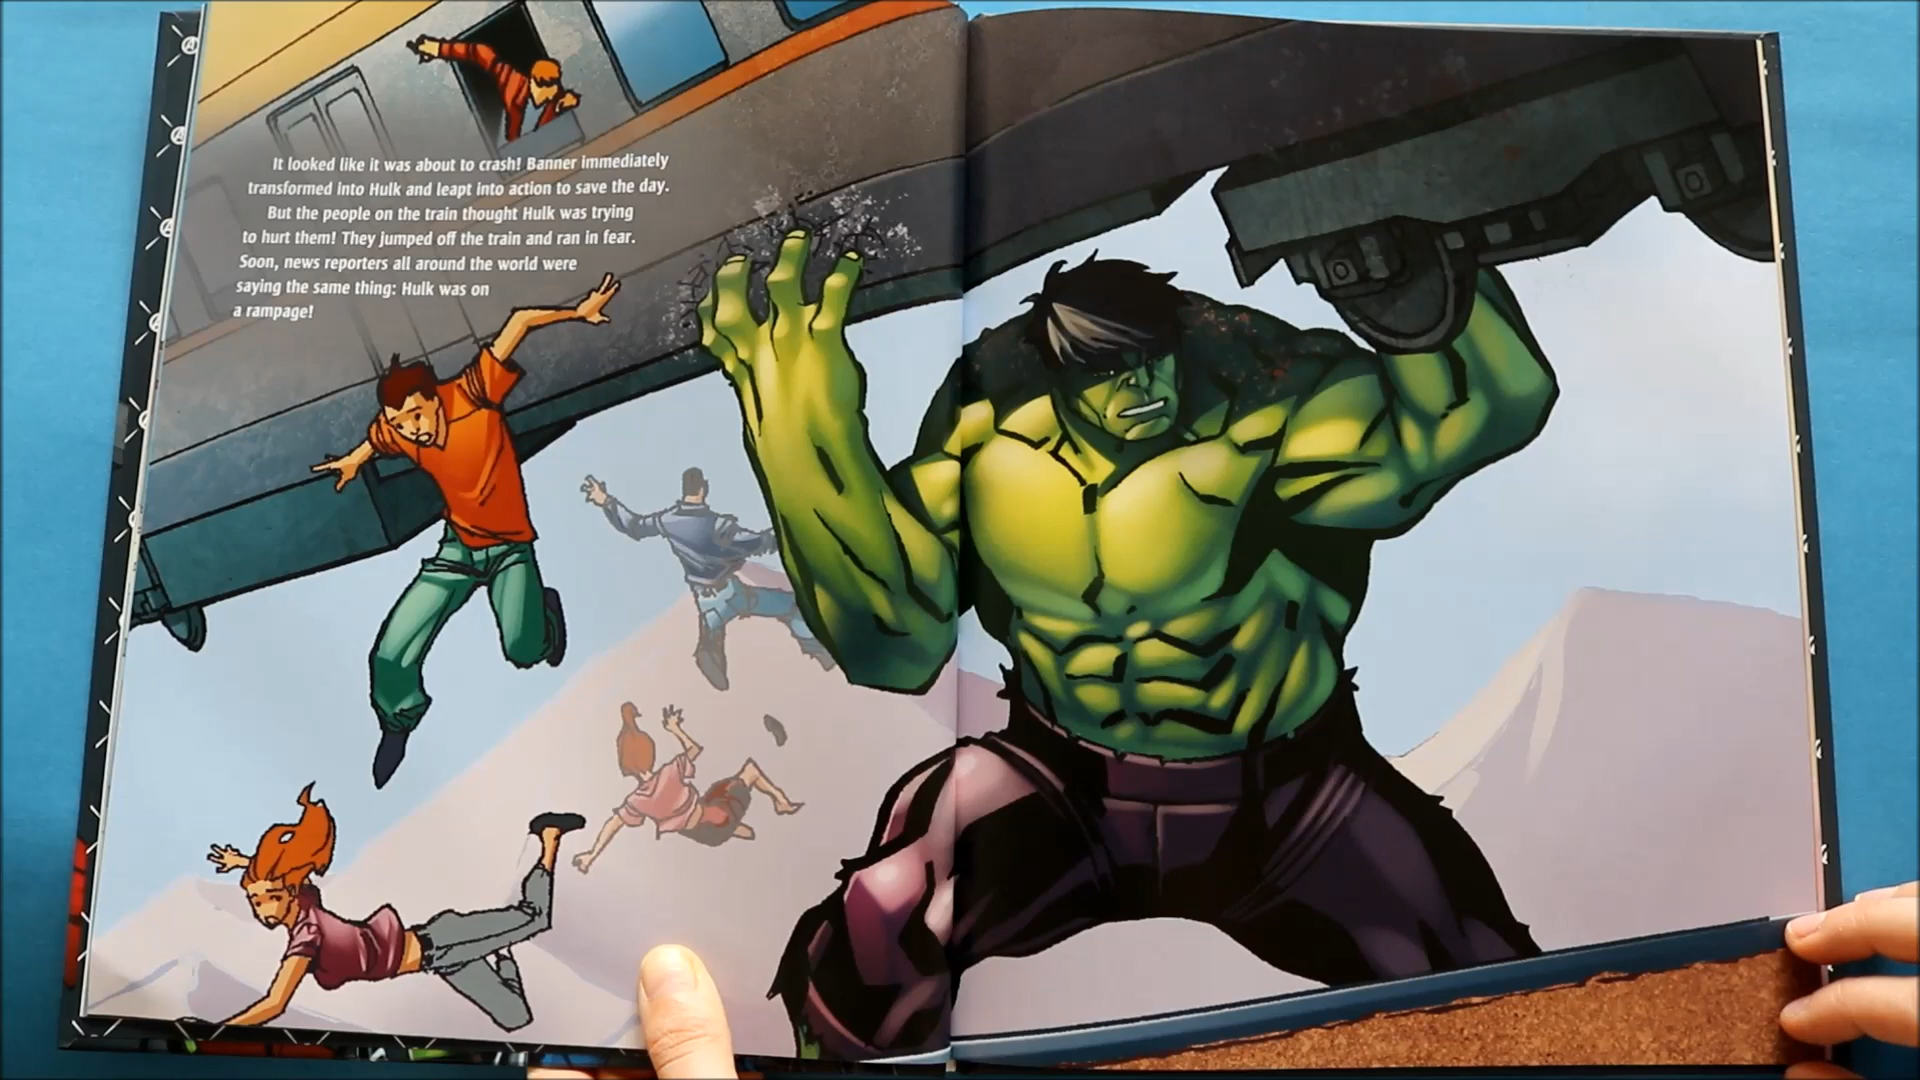 It looked like it was about to crash! Banner immediately
transformed into Hulk and leapt into action to save the day.
But the people on the train thought Hulk was trying
to hurt them! They jumped off the train and ran in fear.
Soon, news reporters all around the world were
saying the same thing: Hulk was on
a rampage!